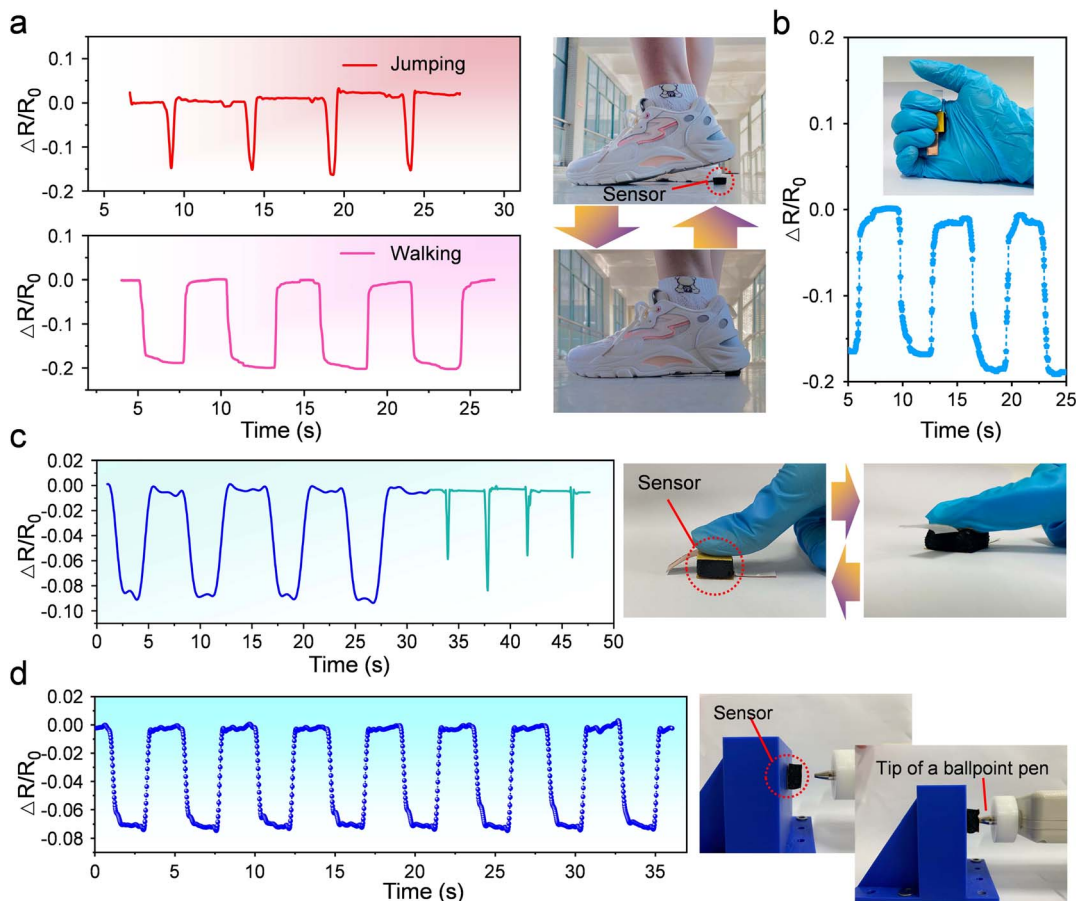 a
0.1
0.0
-0.1
-0.2
△R/R0
Jumping
5 10 15 20 25 30
0.1
0.0
-0.1
-0.2
-0.3
△R/R0
Walking
5 10 15 20 25 30
Time (s)
Sensor
b
0.2
0.1
0.0
-0.1
-0.2
△R/R0
5 10 15 20 25
Time (s)
c
0.02
0.00
-0.02
-0.04
-0.06
-0.08
-0.10
△R/R0
0 5 10 15 20 25 30 35 40 45 50
Time (s)
Sensor
d
0.02
0.00
-0.02
-0.04
-0.06
-0.08
△R/R0
0 5 10 15 20 25 30 35
Time (s)
Sensor
Tip of a ballpoint pen